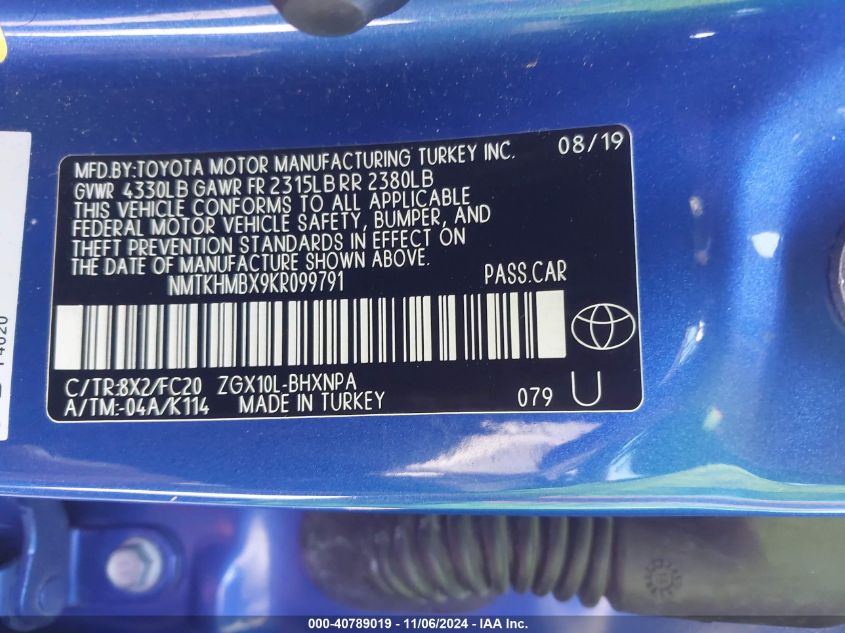 MFD.BY:TOYOTA MOTOR MANUFACTURING TURKEY INC. 08/19
GVWR 4330LB GAWR FR 2315LB RR 2380LB
THIS VEHICLE CONFORMS TO ALL APPLICABLE
FEDERAL MOTOR VEHICLE SAFETY, BUMPER, AND
THEFT PREVENTION STANDARDS IN EFFECT ON
THE DATE OF MANUFACTURE SHOWN ABOVE.
NMTKHMBX9KR099791 PASS.CAR
C/TR:8X2/FC20 ZGX10L-BHXNPA
A/TM:-04A/K114 MADE IN TURKEY 079 U
000-40789019 - 11/06/2024 - IAA Inc.